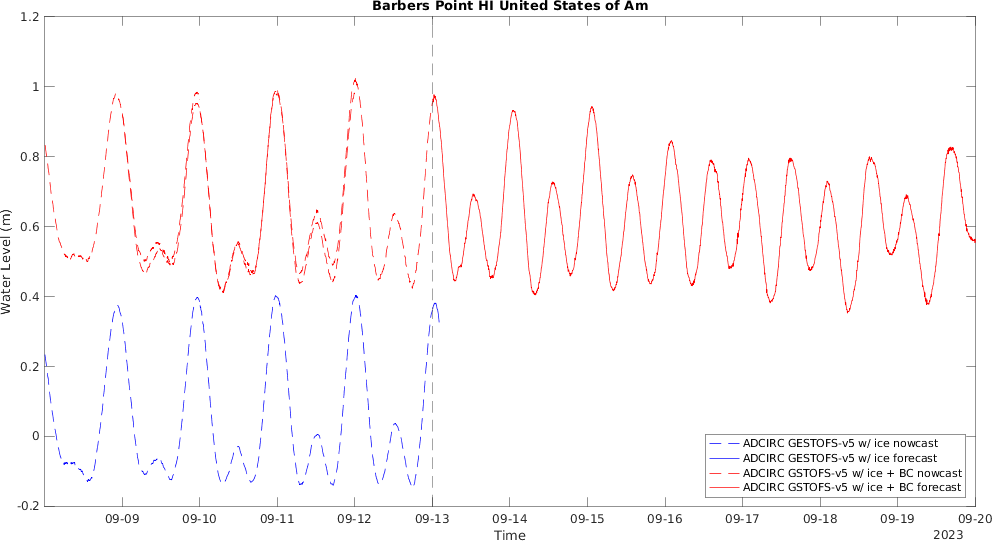 Barbers Point HI United States of Am
1.2
1
0.8
0.6
0.4
0.2
0
-0.2
Water Level (m)
ADCIRC GESTOFS-v5 w/ ice nowcast
ADCIRC GESTOFS-v5 w/ ice forecast
ADCIRC GSTOFS-v5 w/ ice + BC nowcast
ADCIRC GSTOFS-v5 w/ ice + BC forecast
09-09 09-10 09-11 09-12 09-13 09-14 09-15 09-16 09-17 09-18 09-19 09-20
Time
2023